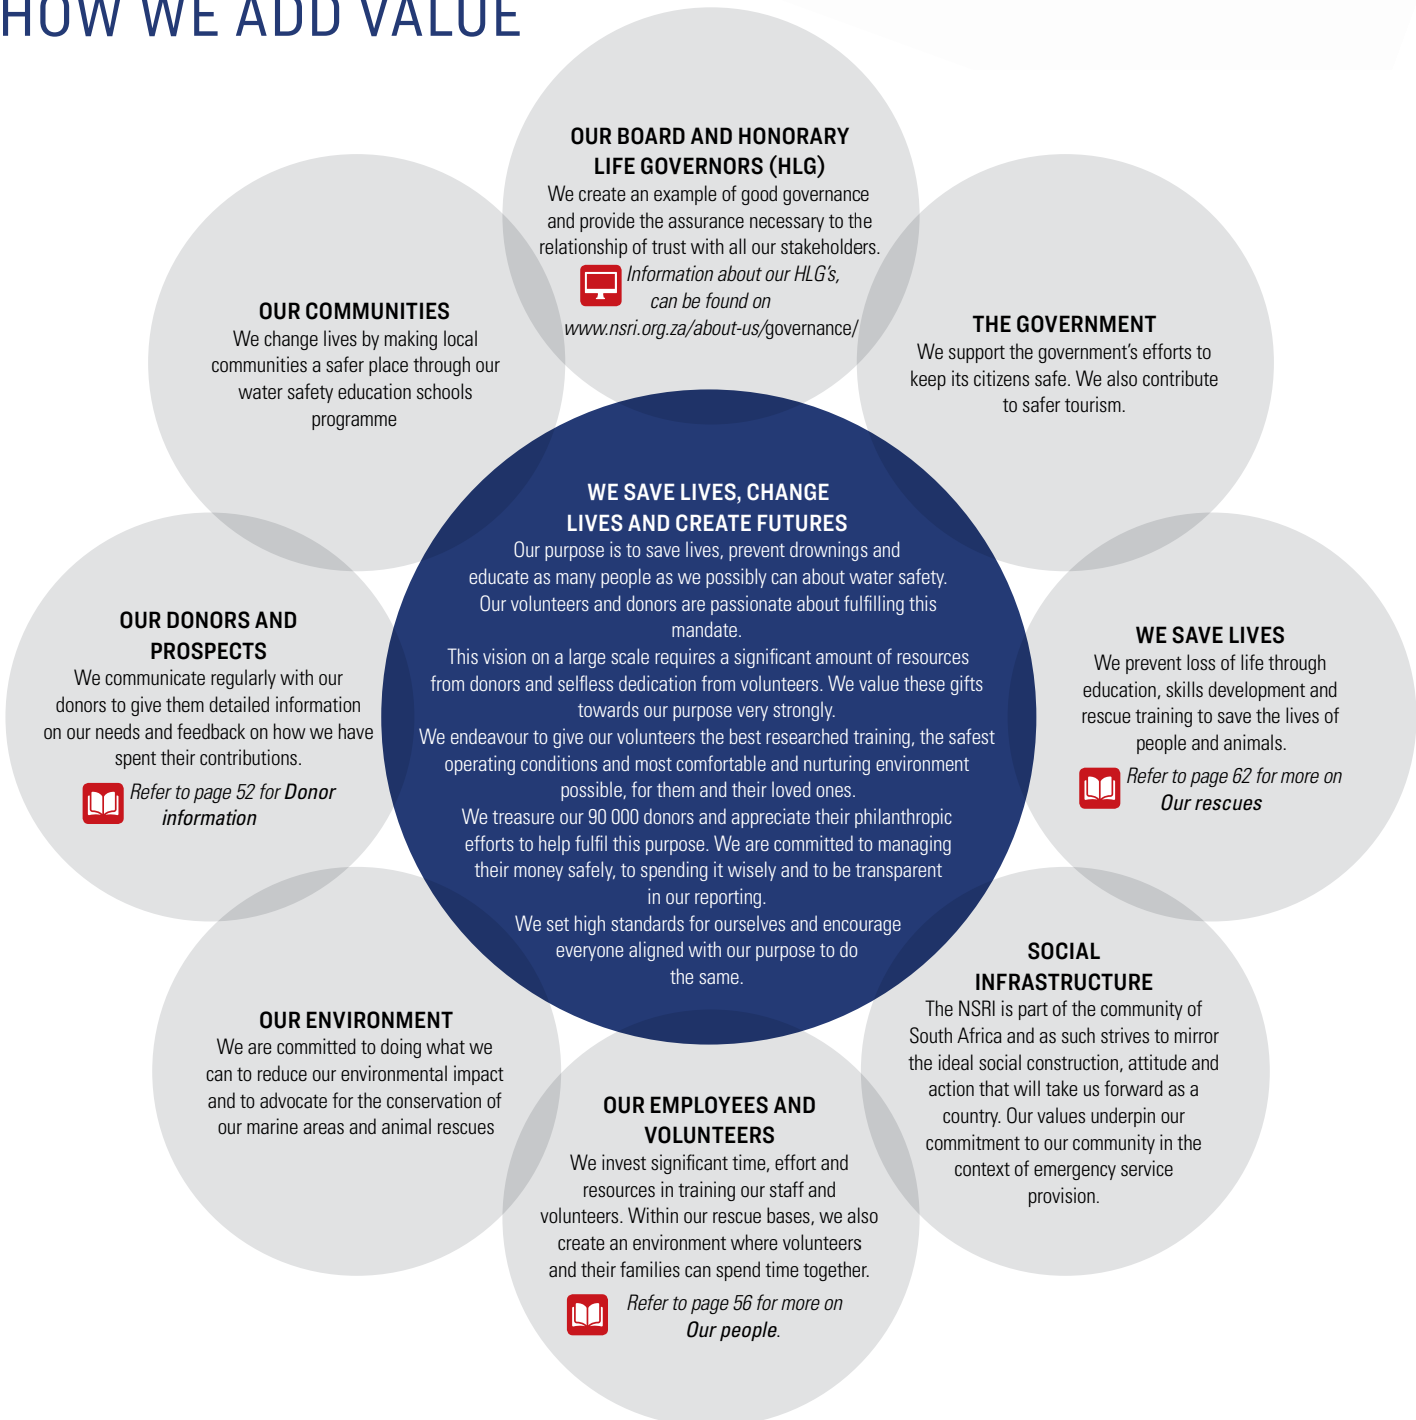 HOW WE ADD VALUE
OUR BOARD AND HONORARY
LIFE GOVERNORS (HLG)
We create an example of good governance
and provide the assurance necessary to the
relationship of trust with all our stakeholders.
Information about our HLG's,
can be found on
www.nsri.org.za/about-us/governance/
OUR COMMUNITIES
We change lives by making local
communities a safer place through our
water safety education schools
programme
THE GOVERNMENT
We support the government's efforts to
keep its citizens safe. We also contribute
to safer tourism.
WE SAVE LIVES, CHANGE
LIVES AND CREATE FUTURES
Our purpose is to save lives, prevent drownings and
educate as many people as we possibly can about water safety.
Our volunteers and donors are passionate about fulfilling this
mandate.
This vision on a large scale requires a significant amount of resources
from donors and selfless dedication from volunteers. We value these gifts
towards our purpose very strongly.
We endeavour to give our volunteers the best researched training, the safest
operating conditions and most comfortable and nurturing environment
possible, for them and their loved ones.
We treasure our 90 000 donors and appreciate their philanthropic
efforts to help fulfil this purpose. We are committed to managing
their money safely, to spending it wisely and to be transparent
in our reporting.
We set high standards for ourselves and encourage
everyone aligned with our purpose to do
the same.
OUR DONORS AND
PROSPECTS
We communicate regularly with our
donors to give them detailed information
on our needs and feedback on how we have
spent their contributions.
Refer to page 52 for Donor
information
WE SAVE LIVES
We prevent loss of life through
education, skills development and
rescue training to save the lives of
people and animals.
Refer to page 62 for more on
Our rescues
OUR ENVIRONMENT
We are committed to doing what we
can to reduce our environmental impact
and to advocate for the conservation of
our marine areas and animal rescues
SOCIAL
INFRASTRUCTURE
The NSRI is part of the community of
South Africa and as such strives to mirror
the ideal social construction, attitude and
action that will take us forward as a
country. Our values underpin our
commitment to our community in the
context of emergency service
provision.
OUR EMPLOYEES AND
VOLUNTEERS
We invest significant time, effort and
resources in training our staff and
volunteers. Within our rescue bases, we also
create an environment where volunteers
and their families can spend time together.
Refer to page 56 for more on
Our people.